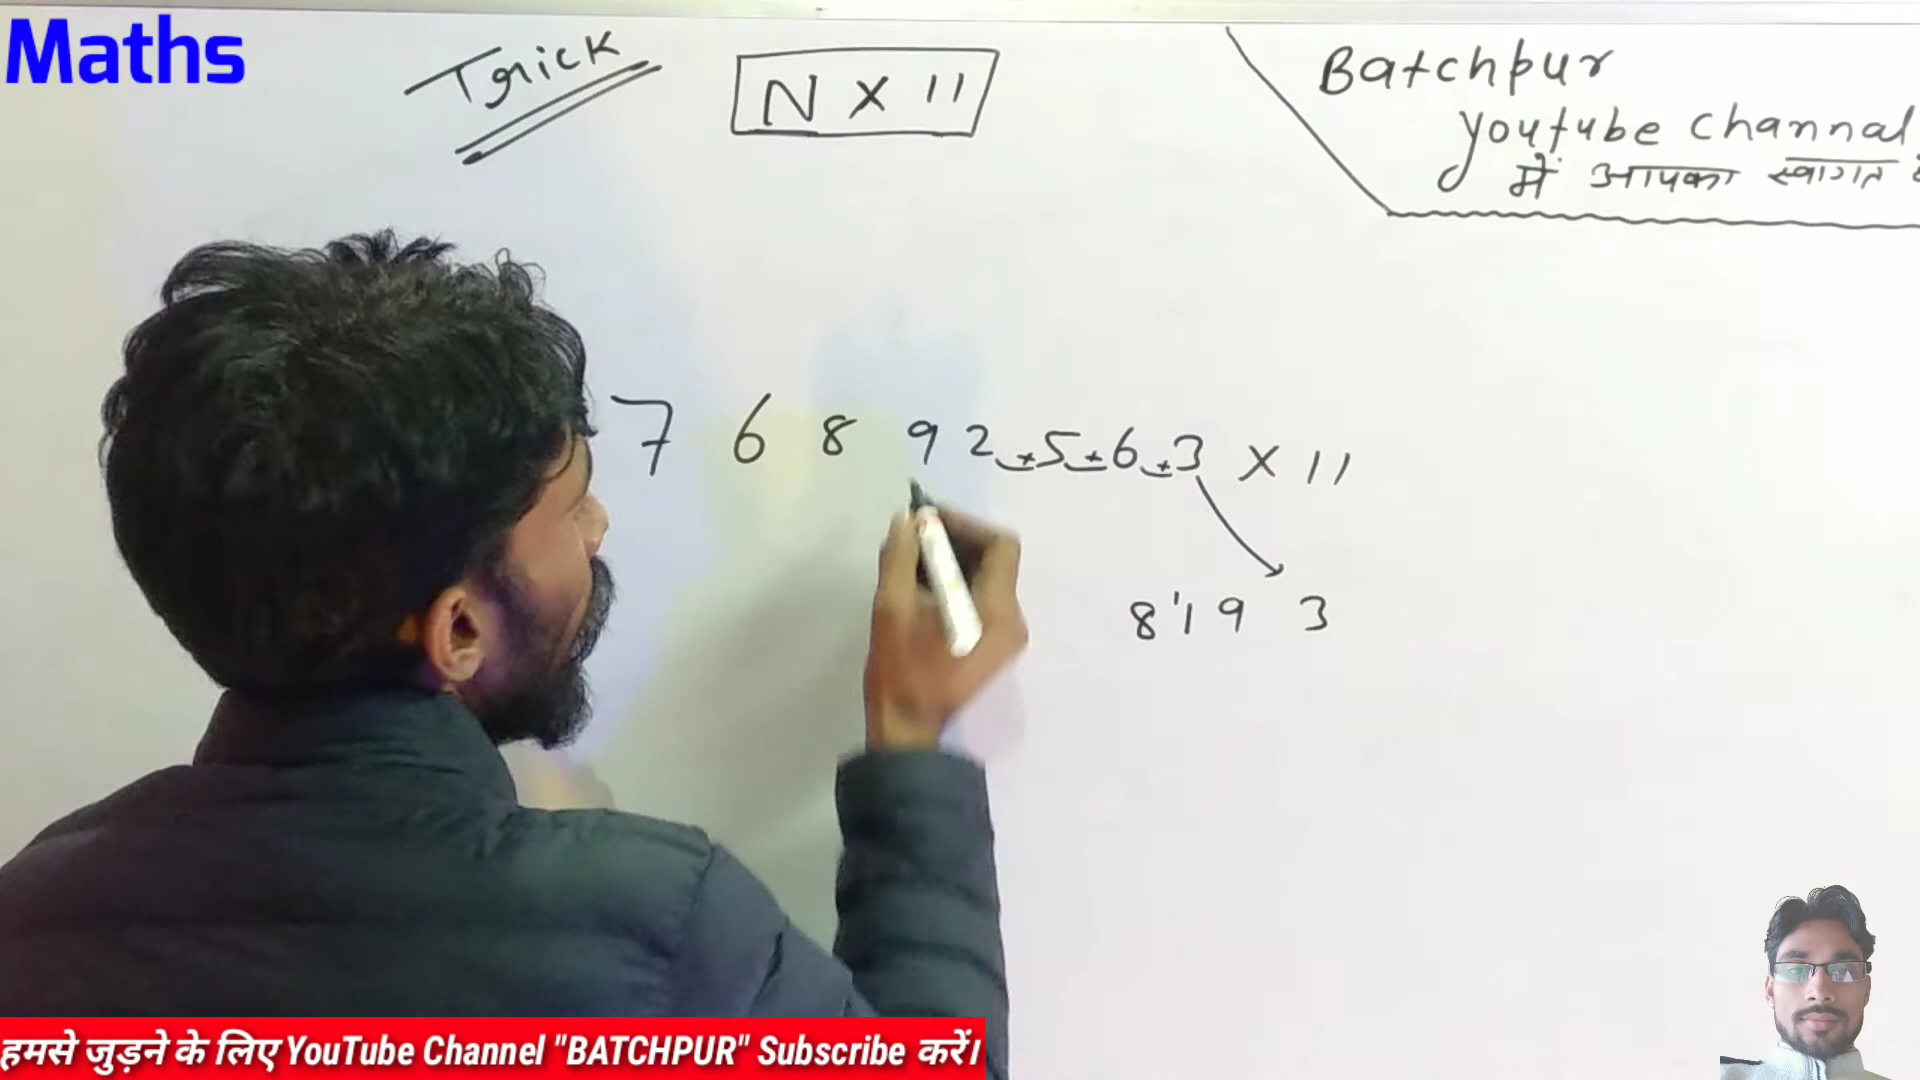 Maths
Trick
N X 11
Batchpur
youtube channal
में आपका स्वागत
7 6 8 9 2 + 5 + 6 + 3 X 11
8 '1 9 3
हमसे जुड़ने के लिए YouTube Channel "BATCHPUR" Subscribe करें।